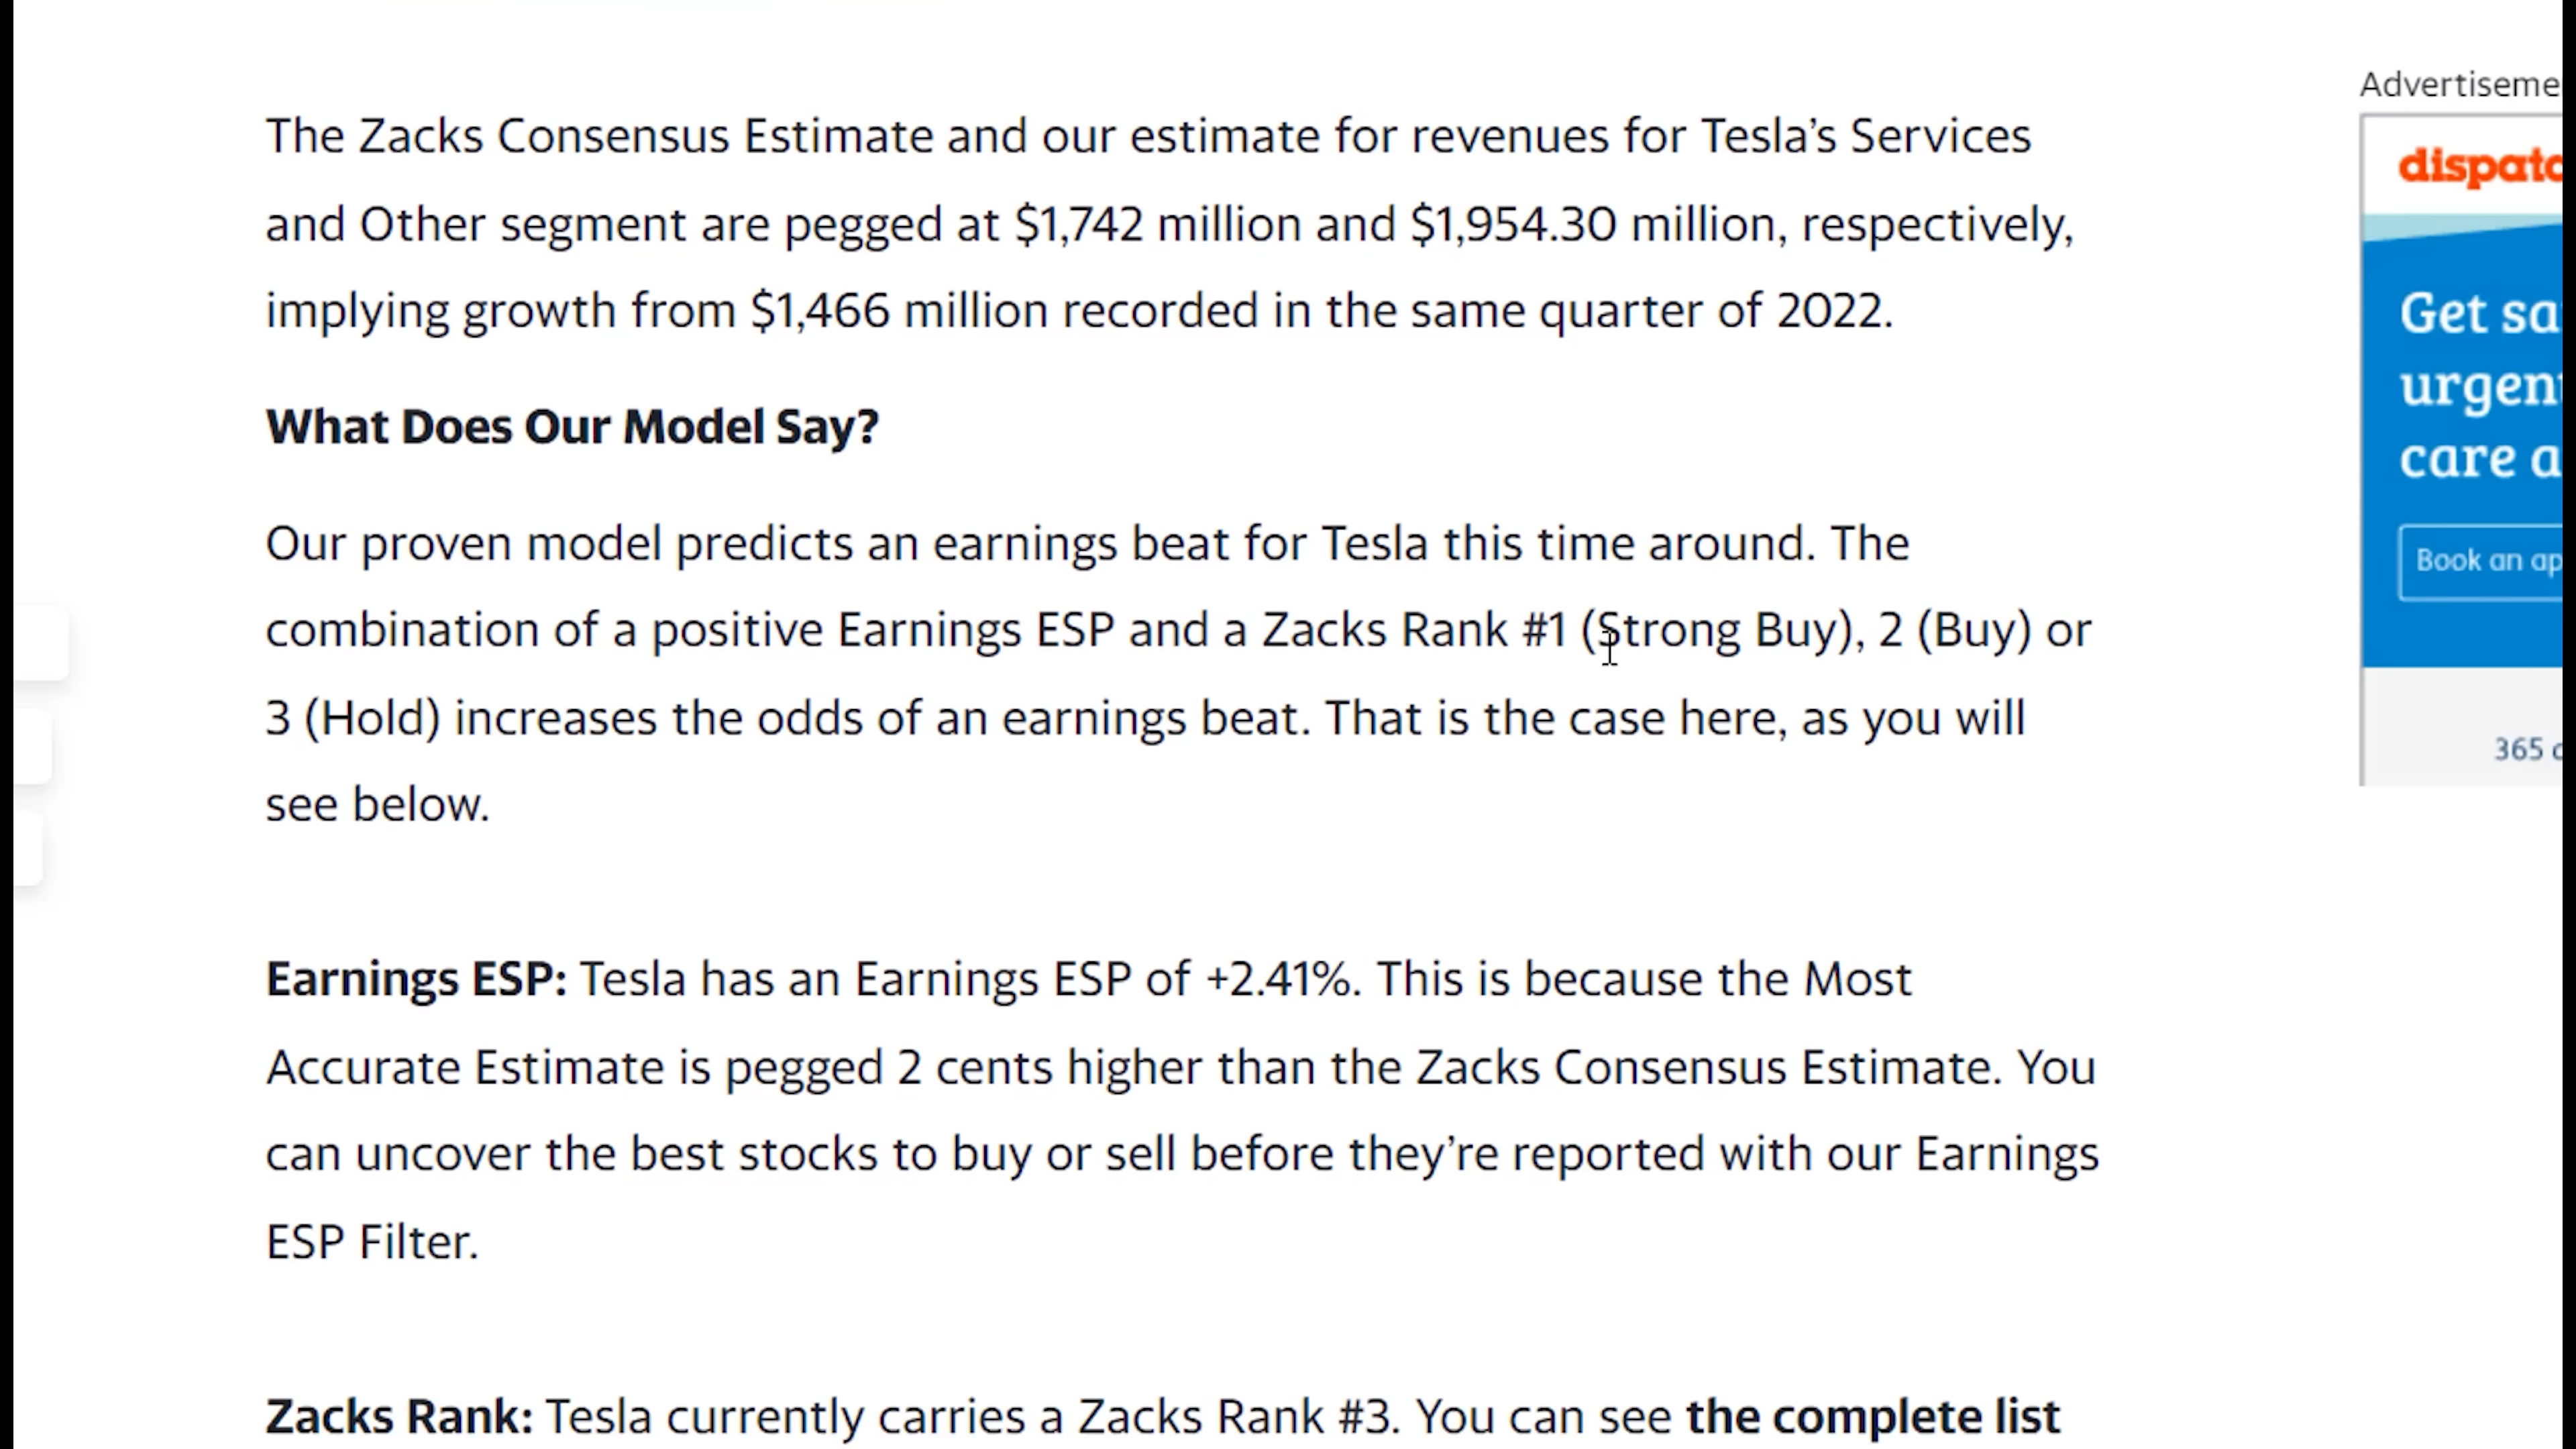 The Zacks Consensus Estimate and our estimate for revenues for Tesla’s Services
and Other segment are pegged at $1,742 million and $1,954.30 million, respectively,
implying growth from $1,466 million recorded in the same quarter of 2022.
What Does Our Model Say?
Our proven model predicts an earnings beat for Tesla this time around. The
combination of a positive Earnings ESP and a Zacks Rank #1 (Strong Buy), 2 (Buy) or
3 (Hold) increases the odds of an earnings beat. That is the case here, as you will
see below.
Earnings ESP: Tesla has an Earnings ESP of +2.41%. This is because the Most
Accurate Estimate is pegged 2 cents higher than the Zacks Consensus Estimate. You
can uncover the best stocks to buy or sell before they’re reported with our Earnings
ESP Filter.
Zacks Rank: Tesla currently carries a Zacks Rank #3. You can see the complete list
Get
care
Book an
365